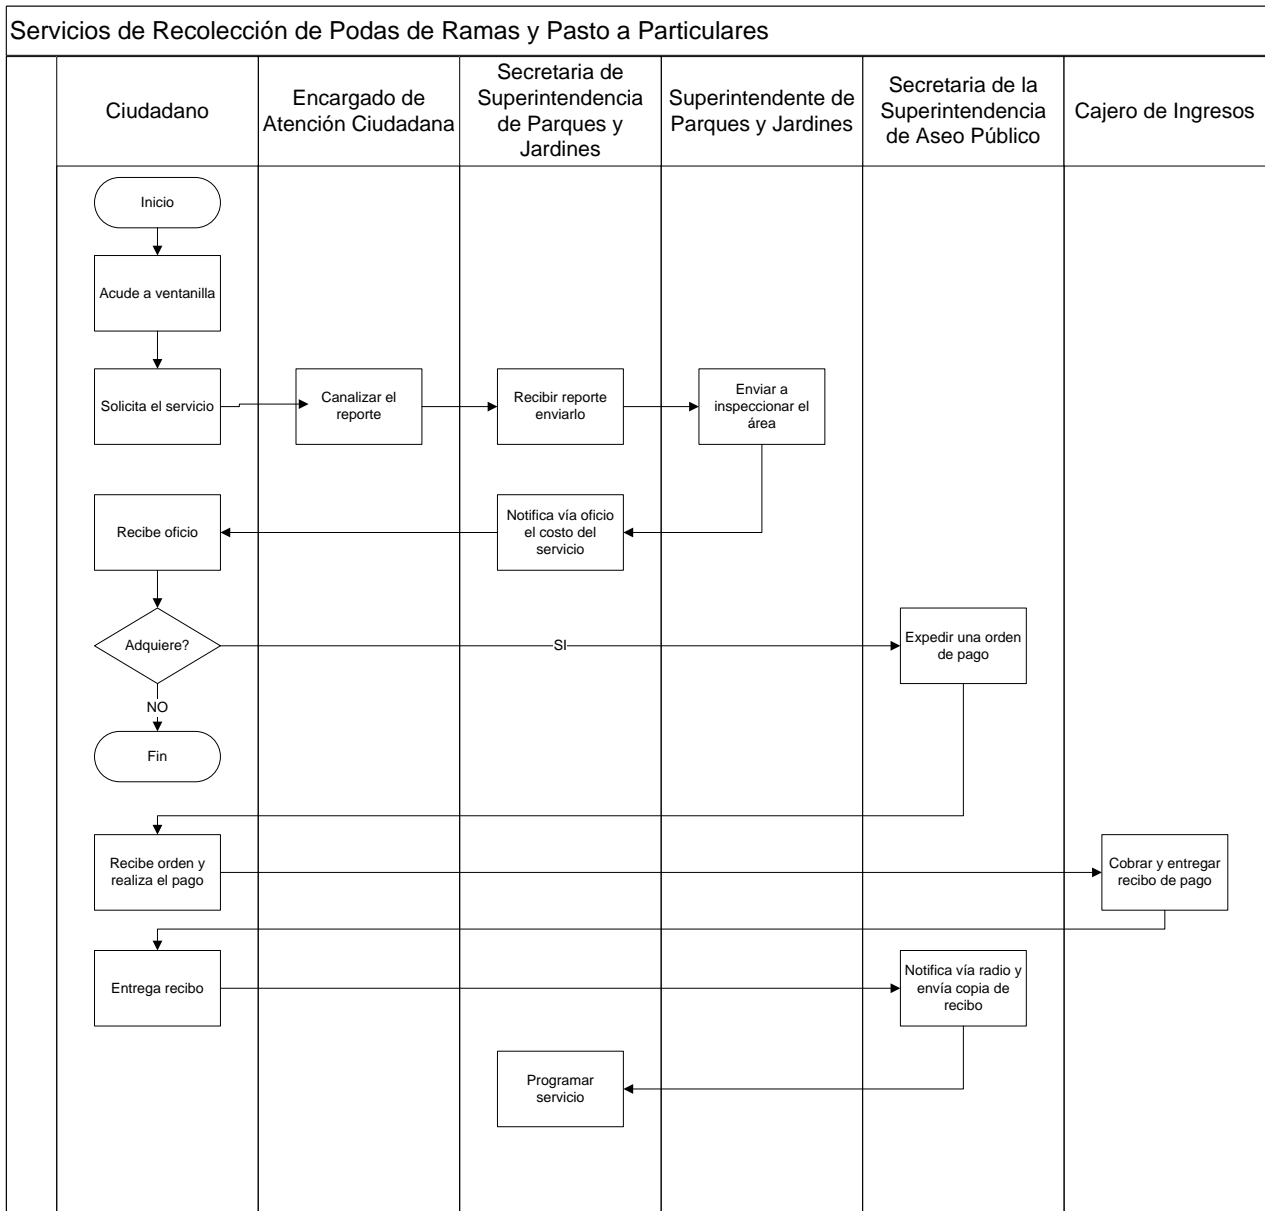 Servicios de Recolección de Podas de Ramas y Pasto a Particulares
Ciudadano
Encargado de
Atención Ciudadana
Secretaria de
Superintendencia
de Parques y
Jardines
Superintendente de
Parques y Jardines
Secretaria de la
Superintendencia
de Aseo Público
Cajero de Ingresos
Inicio
Acude a ventanilla
Solicita el servicio
Canalizar el
reporte
Recibir reporte
enviarlo
Enviar a
inspeccionar el
área
Recibe oficio
Notifica vía oficio
el costo del
servicio
Adquiere?
SI
Expedir una orden
de pago
NO
Fin
Recibe orden y
realiza el pago
Cobrar y entregar
recibo de pago
Entrega recibo
Notifica vía radio y
envía copia de
recibo
Programar
servicio